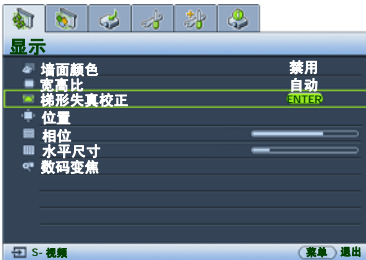 显示
墙面颜色 禁用
宽高比 自动
梯形失真校正 ENTER
位置
相位
水平尺寸
数码变焦
S- 视频 菜单 退出